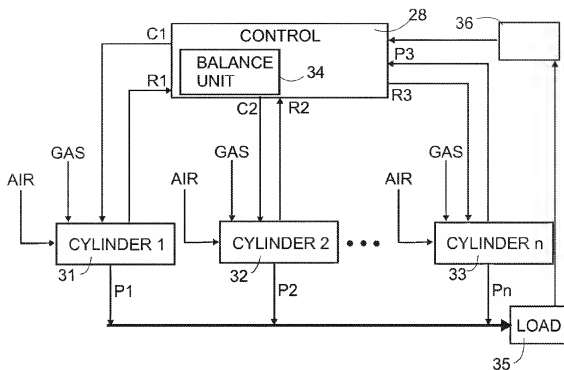 C1
28
36
CONTROL
BALANCE
UNIT
34
P3
R1
C2
R2
R3
GAS
GAS
GAS
AIR
AIR
AIR
CYLINDER 1
CYLINDER 2
CYLINDER n
31
32
33
P1
P2
Pn
LOAD
35